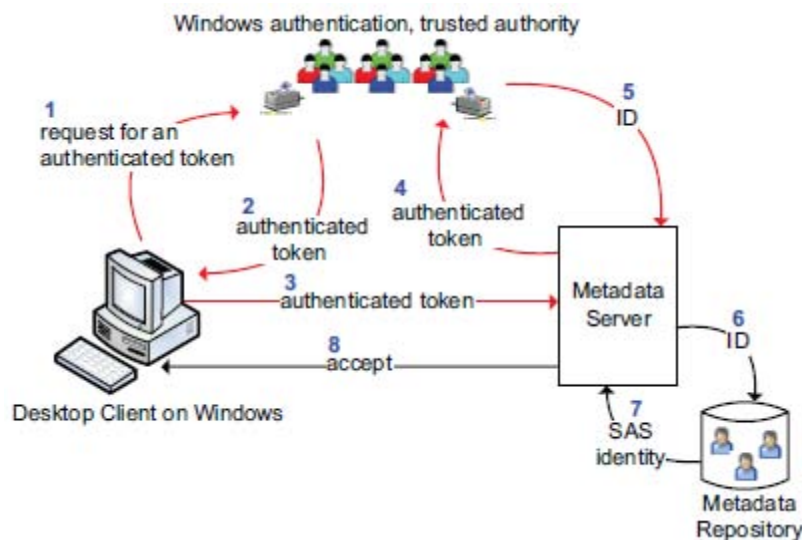 Windows authentication, trusted authority
1
request for an
authenticated token
2
authenticated
token
3
authenticated token
4
authenticated
token
5
ID
Metadata
Server
6
ID
7
SAS
identity
8
accept
Desktop Client on Windows
Metadata
Repository